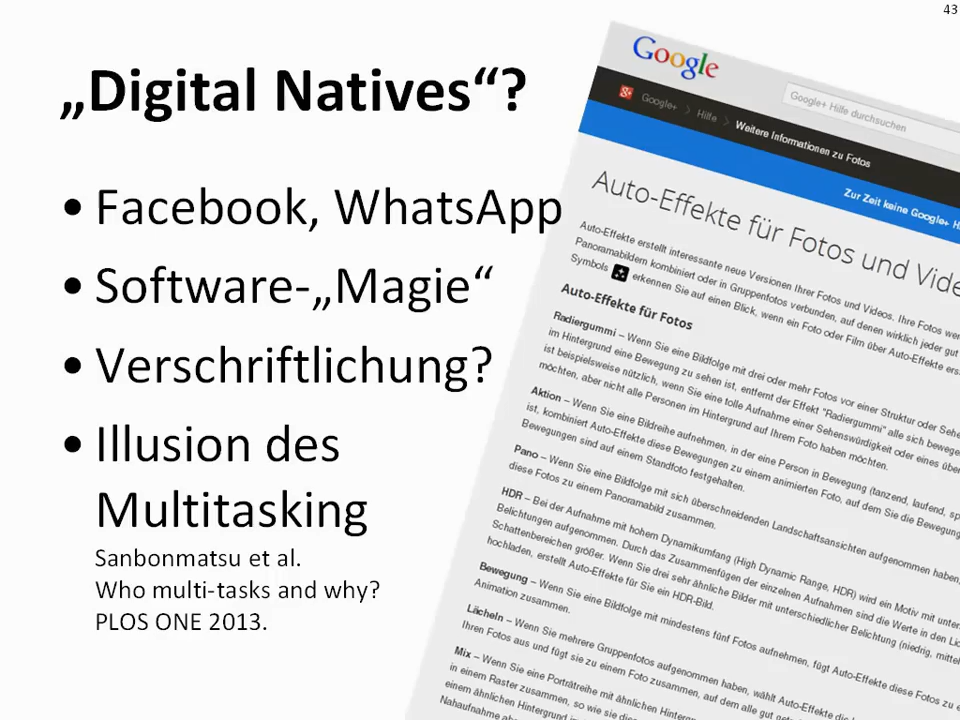 43
„Digital Natives“?
• Facebook, WhatsApp
• Software-„Magie“
• Verschriftlichung?
• Illusion des
Multitasking
Sanbonmatsu et al.
Who multi-tasks and why?
PLOS ONE 2013.
Google
Google+ Hilfe durchsuchen
Google+ > Hilfe > Weitere Informationen zu Fotos
Zur Zeit keine Google+
Auto-Effekte für Fotos und
Auto-Effekte erstellt interessante neue Versionen Ihrer Fotos und Videos. Ihre Fotos
Panoramabildern kombiniert oder in Gruppenfotos verbunden, auf denen wirklich jeder gut
Symbols erkennen Sie auf einen Blick, wenn ein Foto oder Film über Auto-Effekte
Auto-Effekte für Fotos
Radiergummi – Wenn Sie eine Bildfolge mit drei oder mehr Fotos vor einer Struktur oder
im Hintergrund eine Bewegung zu sehen ist, entfernt der Effekt "Radiergummi" alle sich
ist beispielsweise nützlich, wenn Sie eine tolle Aufnahme einer Sehenswürdigkeit oder eines
möchten, aber nicht alle Personen im Hintergrund auf Ihrem Foto haben möchten.
Aktion – Wenn Sie eine Bildreihe aufnehmen, in der eine Person in Bewegung (tanzend, laufend,
ist, kombiniert Auto-Effekte diese Bewegungen zu einem animierten Foto, auf dem Sie die
Bewegungen sind auf einem Standfoto festgehalten.
Pano – Wenn Sie eine Bildfolge mit sich überschneidenden Landschaftsansichten aufgenommen haben,
diese Fotos zu einem Panoramabild zusammen.
HDR – Bei der Aufnahme mit hohem Dynamikumfang (High Dynamic Range, HDR) wird ein Motiv mit
Belichtungen aufgenommen. Durch das Zusammenfügen der einzelnen Aufnahmen sind die Werte in den
Schattenbereichen größer. Wenn Sie drei sehr ähnliche Bilder mit unterschiedlicher Belichtung (niedrig,
hochladen, erstellt Auto-Effekte für Sie ein HDR-Bild.
Bewegung – Wenn Sie eine Bildfolge mit mindestens fünf Fotos aufnehmen, fügt Auto-Effekte diese Fotos zu
Animation zusammen.
Lächeln – Wenn Sie mehrere Gruppenfotos aufgenommen haben, wählt Auto-Effekte die
Ihren Fotos aus und fügt sie zu einem Foto zusammen, auf dem alle gut
Mix – Wenn Sie eine Porträtreihe mit ähnlichen
in einem Raster zusammen, so wie sie
einem ähnlichen Hintergrund
Nahaufnahme